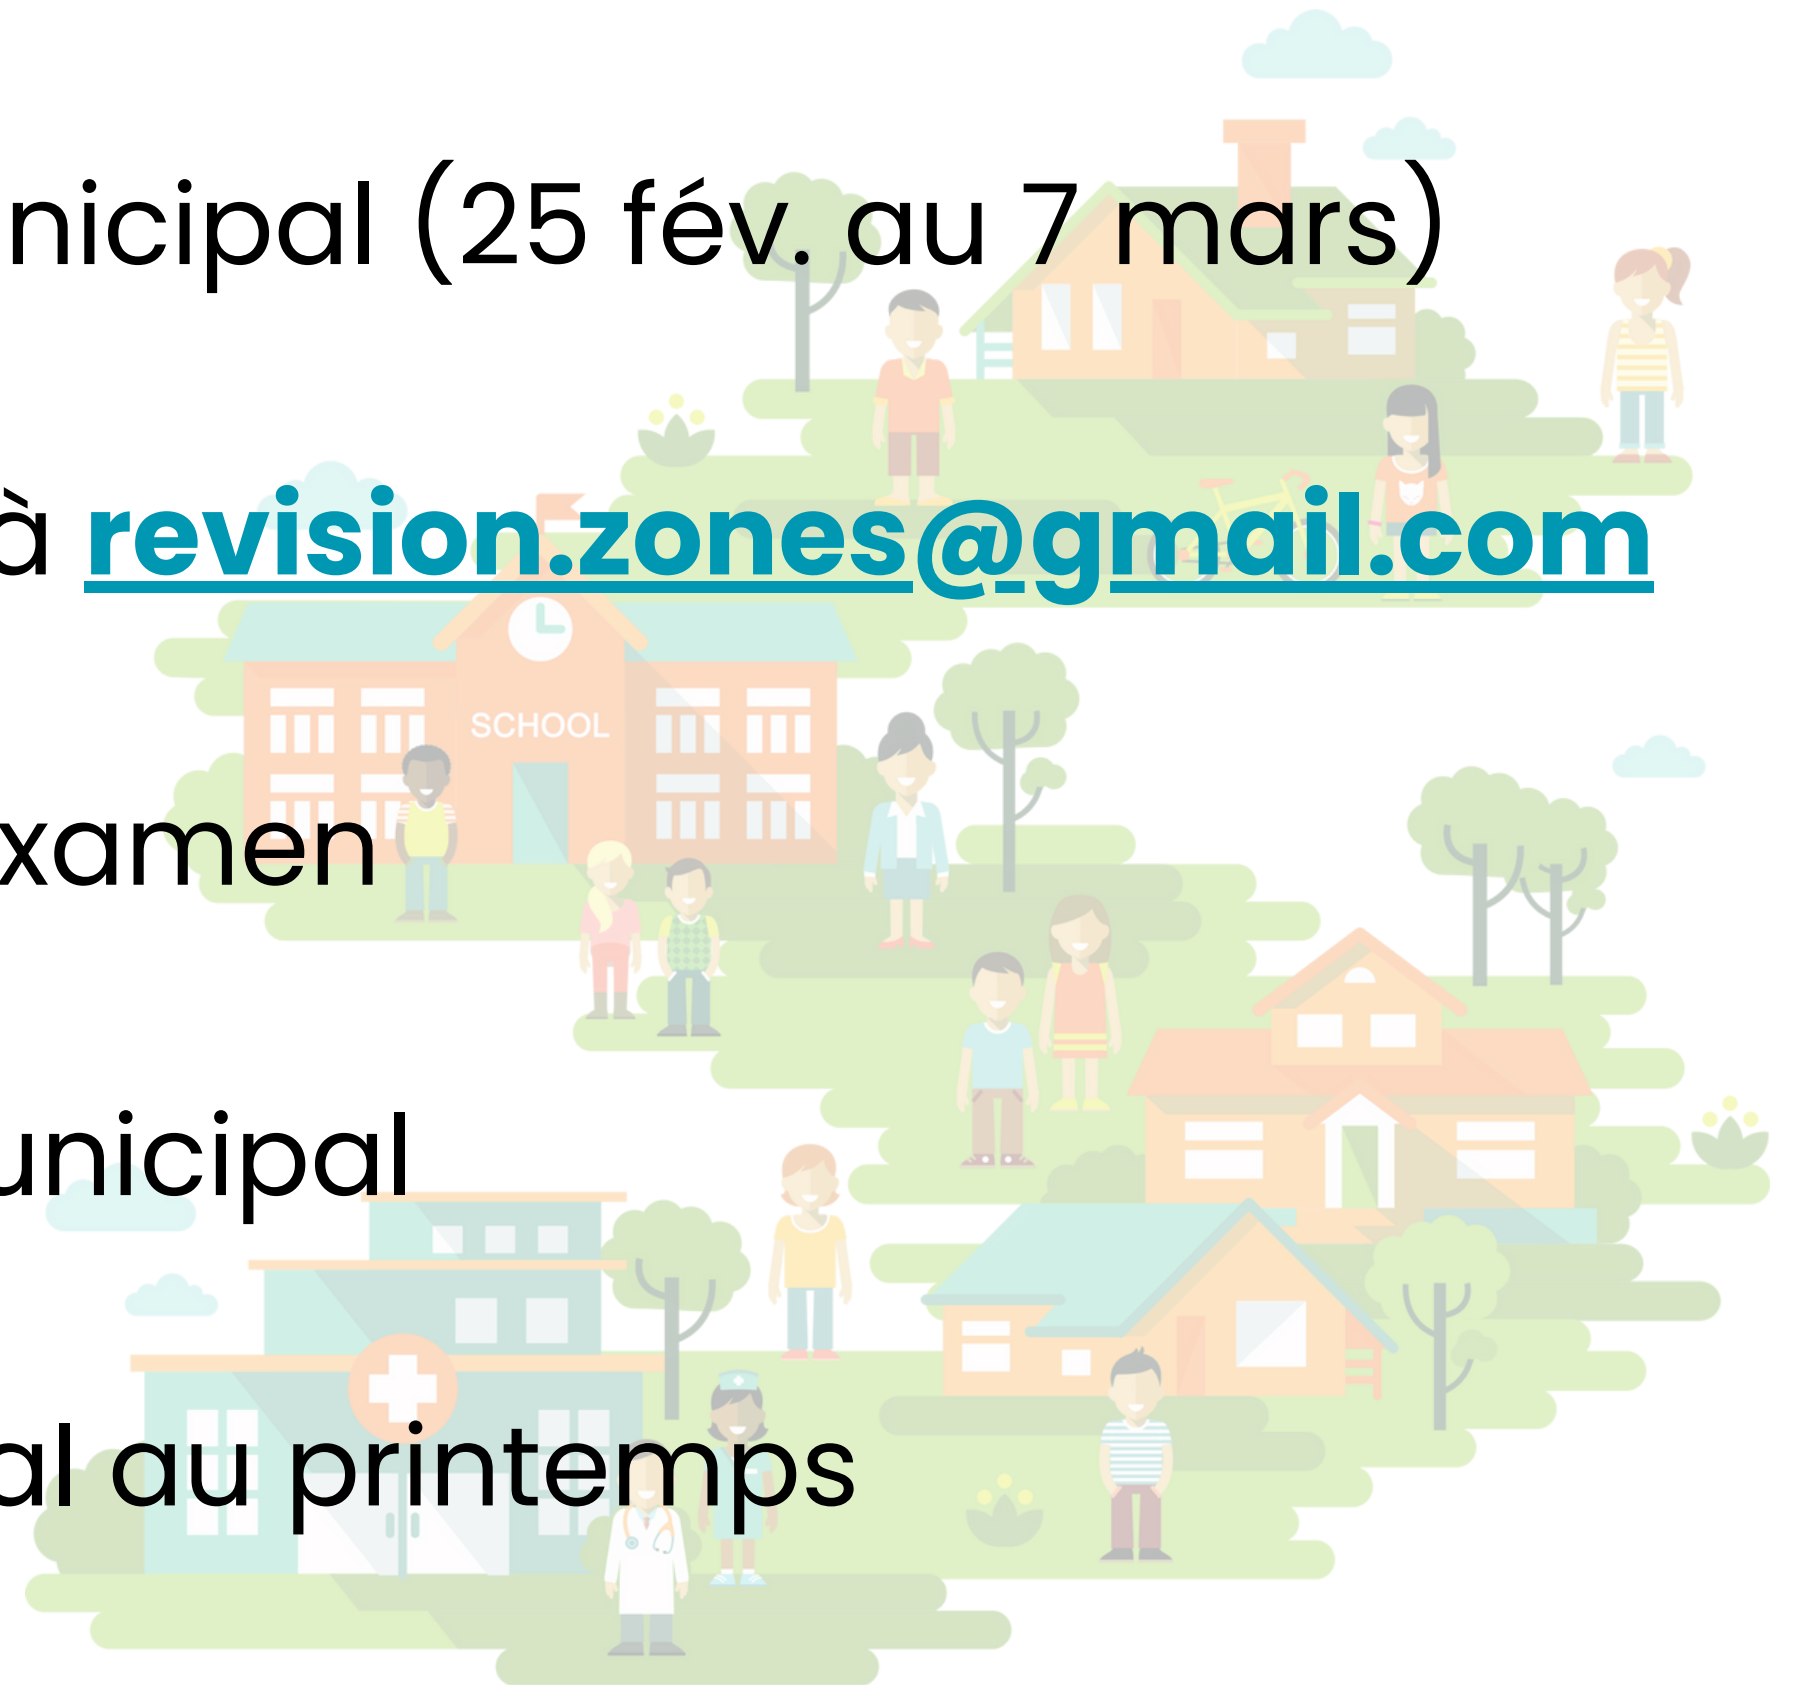 nicipal (25 fév. au 7 mars)
à revision.zones@gmail.com
SCHOOL
xamen
unicipal
al au printemps